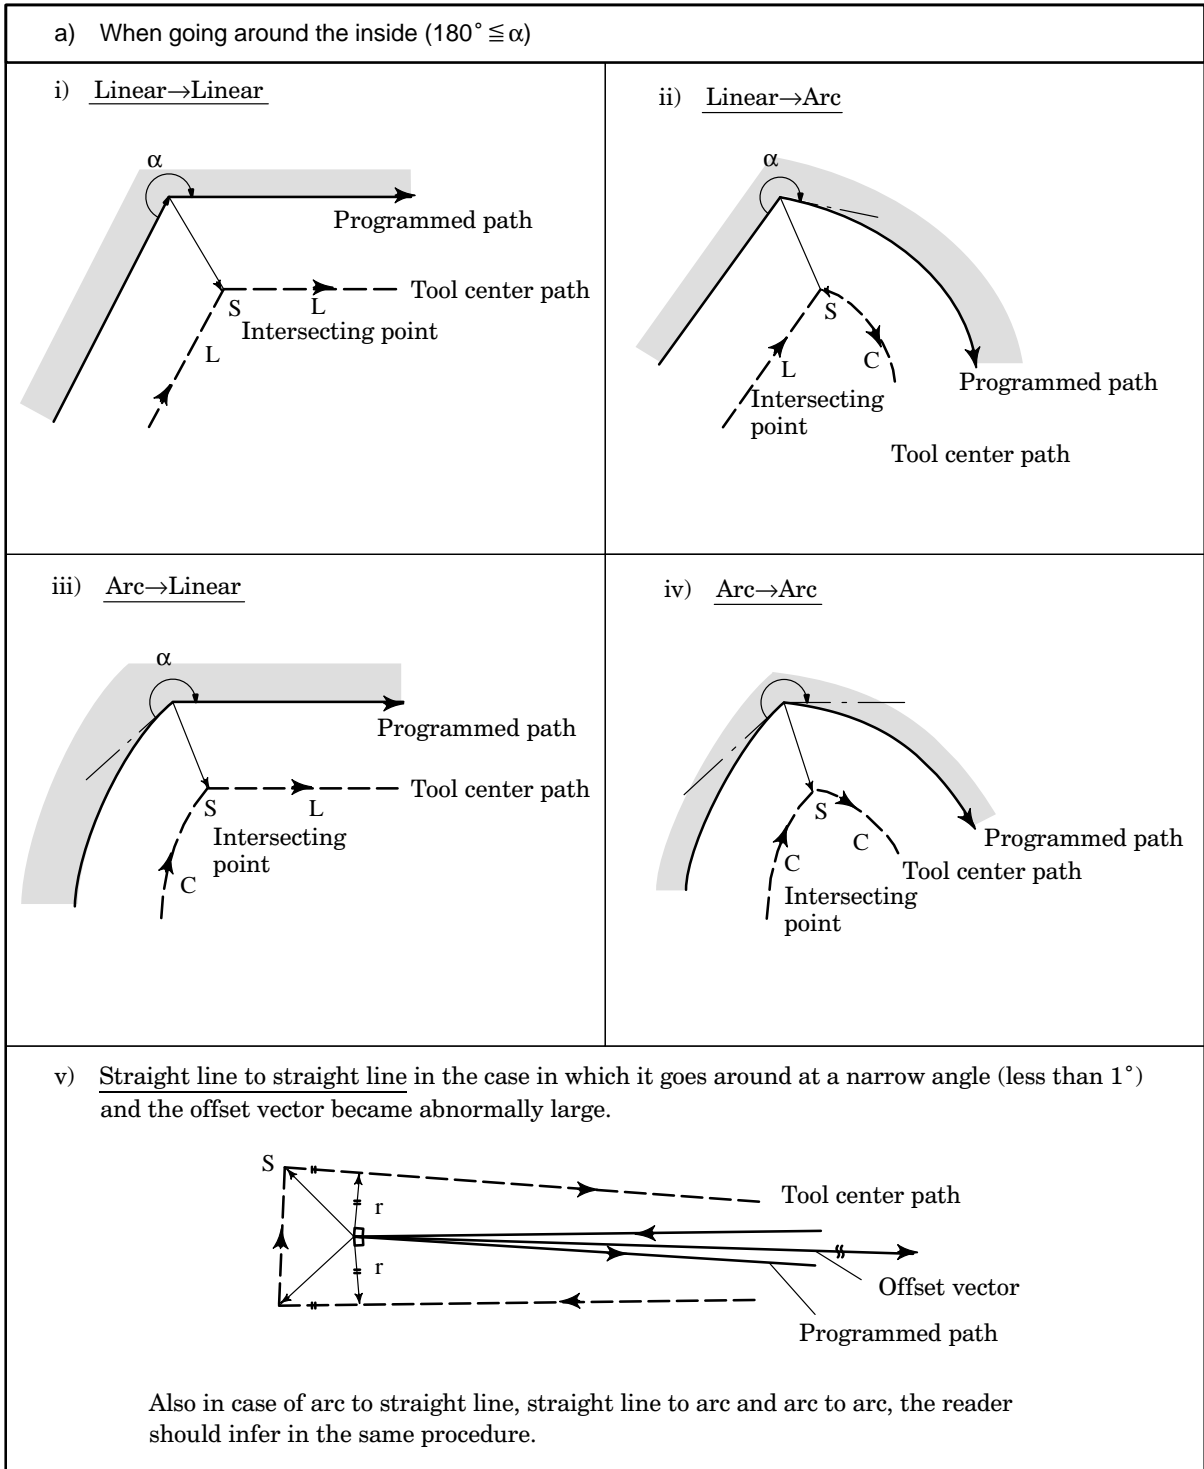 a) When going around the inside (180°≦α)
i) Linear→Linear
α
Programmed path
Tool center path
S
L
Intersecting point
L
ii) Linear→Arc
α
S
C
L
Programmed path
Intersecting
point
Tool center path
iii) Arc→Linear
α
Programmed path
Tool center path
S
L
Intersecting
point
C
iv) Arc→Arc
S
C
Programmed path
C
Tool center path
Intersecting
point
v) Straight line to straight line in the case in which it goes around at a narrow angle (less than 1°)
and the offset vector became abnormally large.
S
Tool center path
r
r
Offset vector
Programmed path
Also in case of arc to straight line, straight line to arc and arc to arc, the reader
should infer in the same procedure.